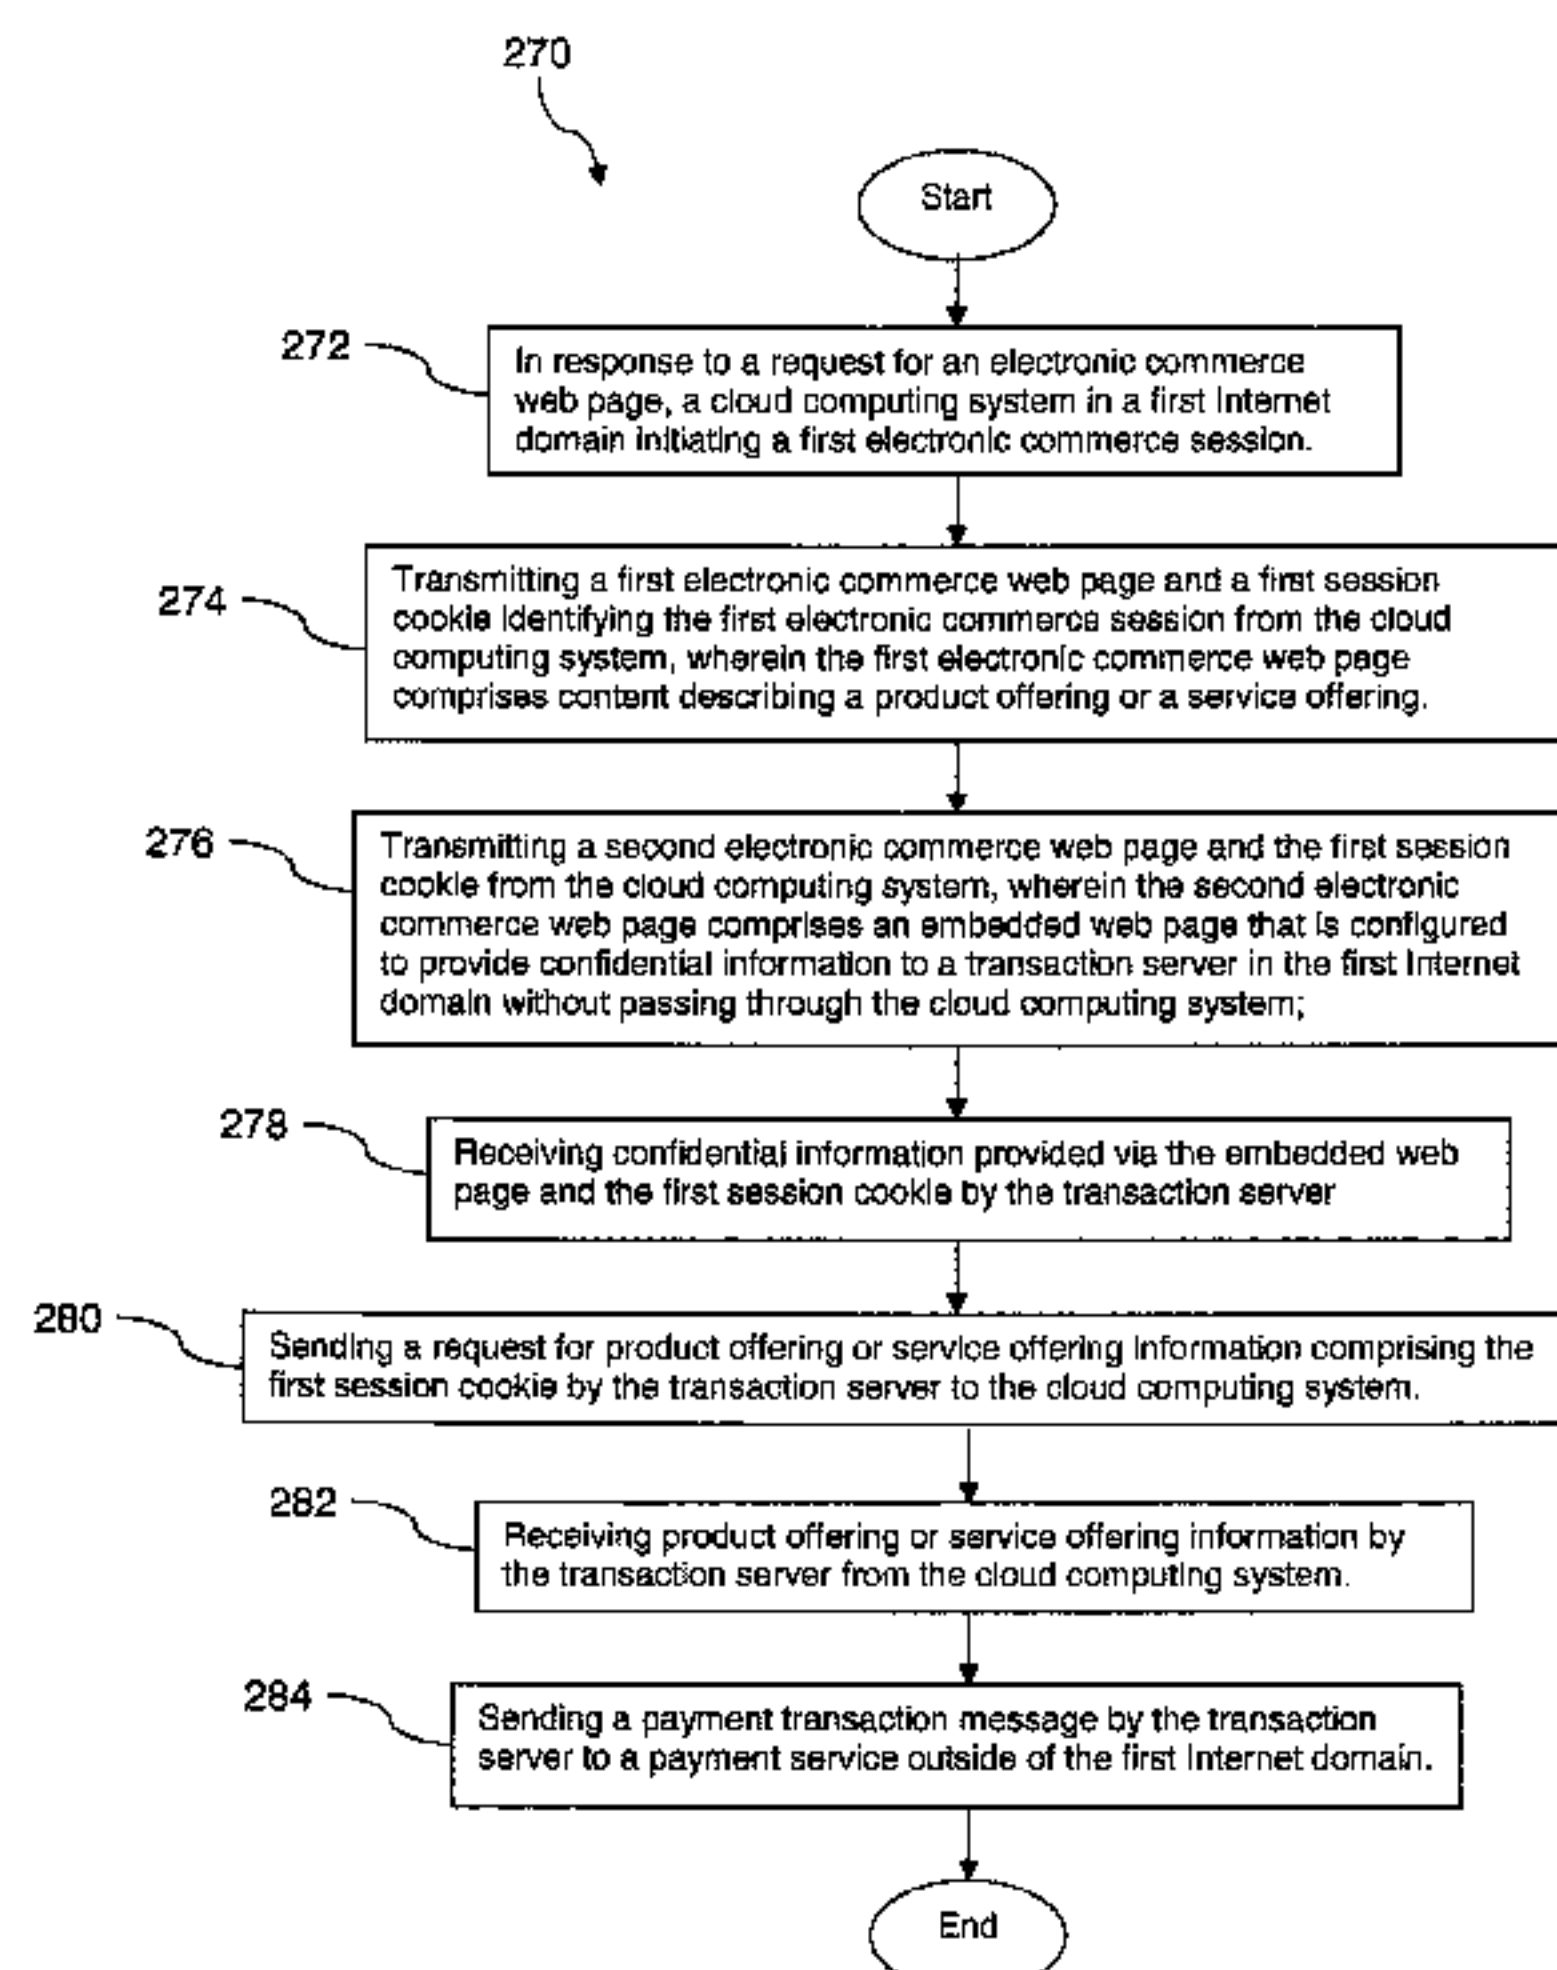 270
Start
272
In response to a request for an electronic commerce
web page, a cloud computing system in a first Internet
domain initiating a first electronic commerce session.
274
Transmitting a first electronic commerce web page and a first session
cookie identifying the first electronic commerce session from the cloud
computing system, wherein the first electronic commerce web page
comprises content describing a product offering or a service offering.
276
Transmitting a second electronic commerce web page and the first session
cookie from the cloud computing system, wherein the second electronic
commerce web page comprises an embedded web page that is configured
to provide confidential information to a transaction server in the first Internet
domain without passing through the cloud computing system;
278
Receiving confidential information provided via the embedded web
page and the first session cookie by the transaction server
280
Sending a request for product offering or service offering information comprising the
first session cookie by the transaction server to the cloud computing system.
282
Receiving product offering or service offering information by
the transaction server from the cloud computing system.
284
Sending a payment transaction message by the transaction
server to a payment service outside of the first Internet domain.
End